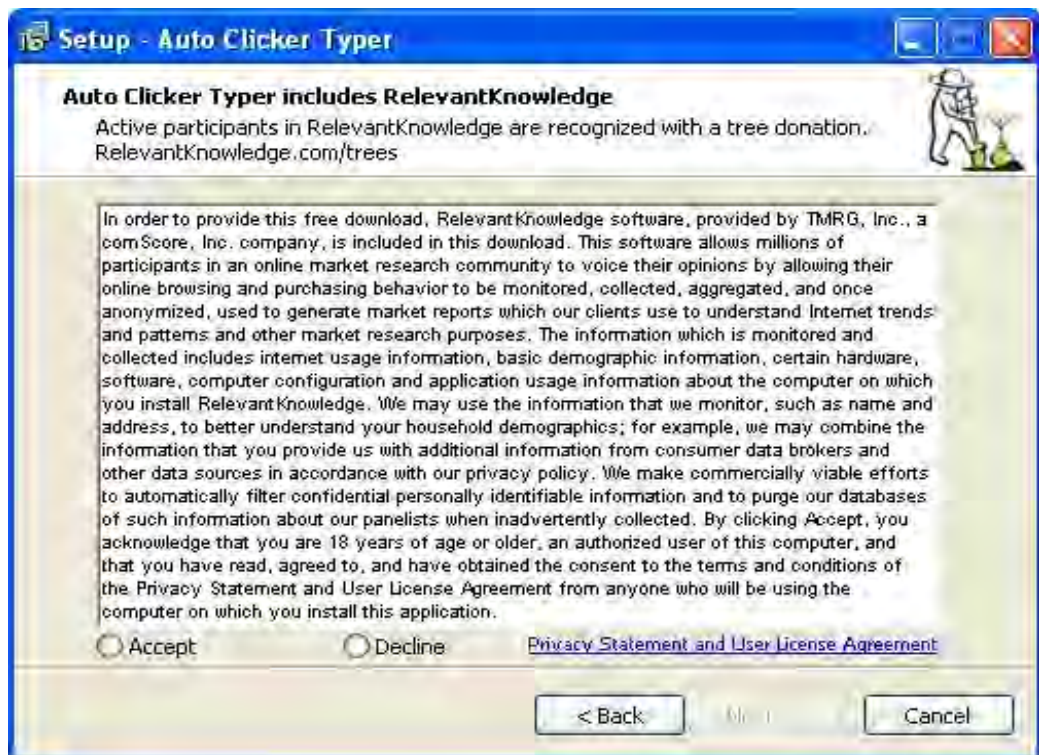 Setup - Auto Clicker Typer
Auto Clicker Typer includes RelevantKnowledge
Active participants in RelevantKnowledge are recognized with a tree donation.
RelevantKnowledge.com/trees
In order to provide this free download, RelevantKnowledge software, provided by TMRG, Inc., a
comScore, Inc. company, is included in this download. This software allows millions of
participants in an online market research community to voice their opinions by allowing their
online browsing and purchasing behavior to be monitored, collected, aggregated, and once
anonymized, used to generate market reports which our clients use to understand Internet trends
and patterns and other market research purposes. The information which is monitored and
collected includes internet usage information, basic demographic information, certain hardware,
software, computer configuration and application usage information about the computer on which
you install RelevantKnowledge. We may use the information that we monitor, such as name and
address, to better understand your household demographics; for example, we may combine the
information that you provide us with additional information from consumer data brokers and
other data sources in accordance with our privacy policy. We make commercially viable efforts
to automatically filter confidential personally identifiable information and to purge our databases
of such information about our panelists when inadvertently collected. By clicking Accept, you
acknowledge that you are 18 years of age or older, an authorized user of this computer, and
that you have read, agreed to, and have obtained the consent to the terms and conditions of
the Privacy Statement and User License Agreement from anyone who will be using the
computer on which you install this application.
Accept Decline Privacy Statement and User License Agreement
< Back Cancel